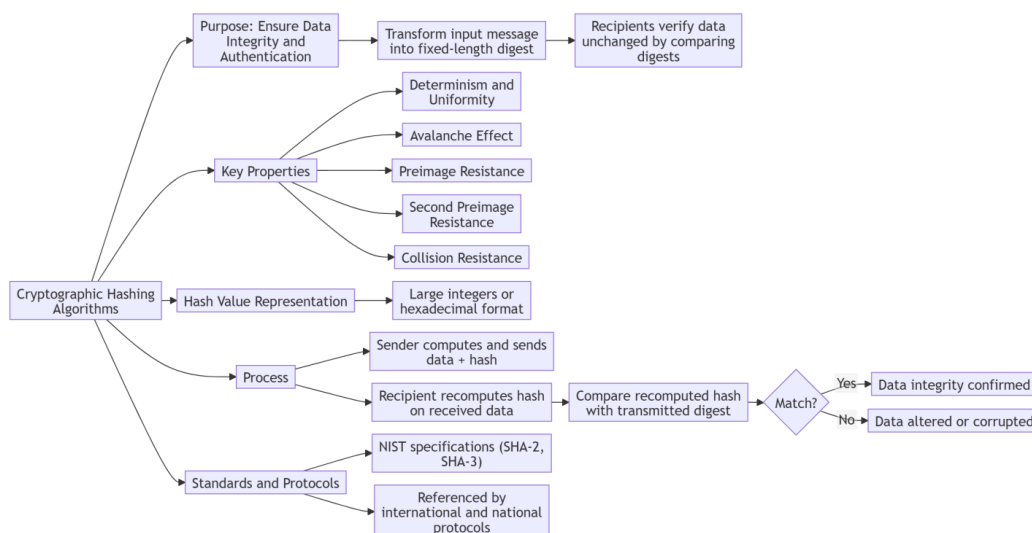 Purpose: Ensure Data
Integrity and
Authentication
Transform input message
into fixed-length digest
Recipients verify data
unchanged by comparing
digests
Determinism and
Uniformity
Avalanche Effect
Key Properties
Preimage Resistance
Second Preimage
Resistance
Collision Resistance
Cryptographic Hashing
Algorithms
Hash Value Representation
Large integers or
hexadecimal format
Sender computes and sends
data + hash
Process
Recipient recomputes hash
on received data
Compare recomputed hash
with transmitted digest
Match?
Yes
Data integrity confirmed
No
Data altered or corrupted
NIST specifications (SHA-2,
SHA-3)
Standards and Protocols
Referenced by
international and national
protocols